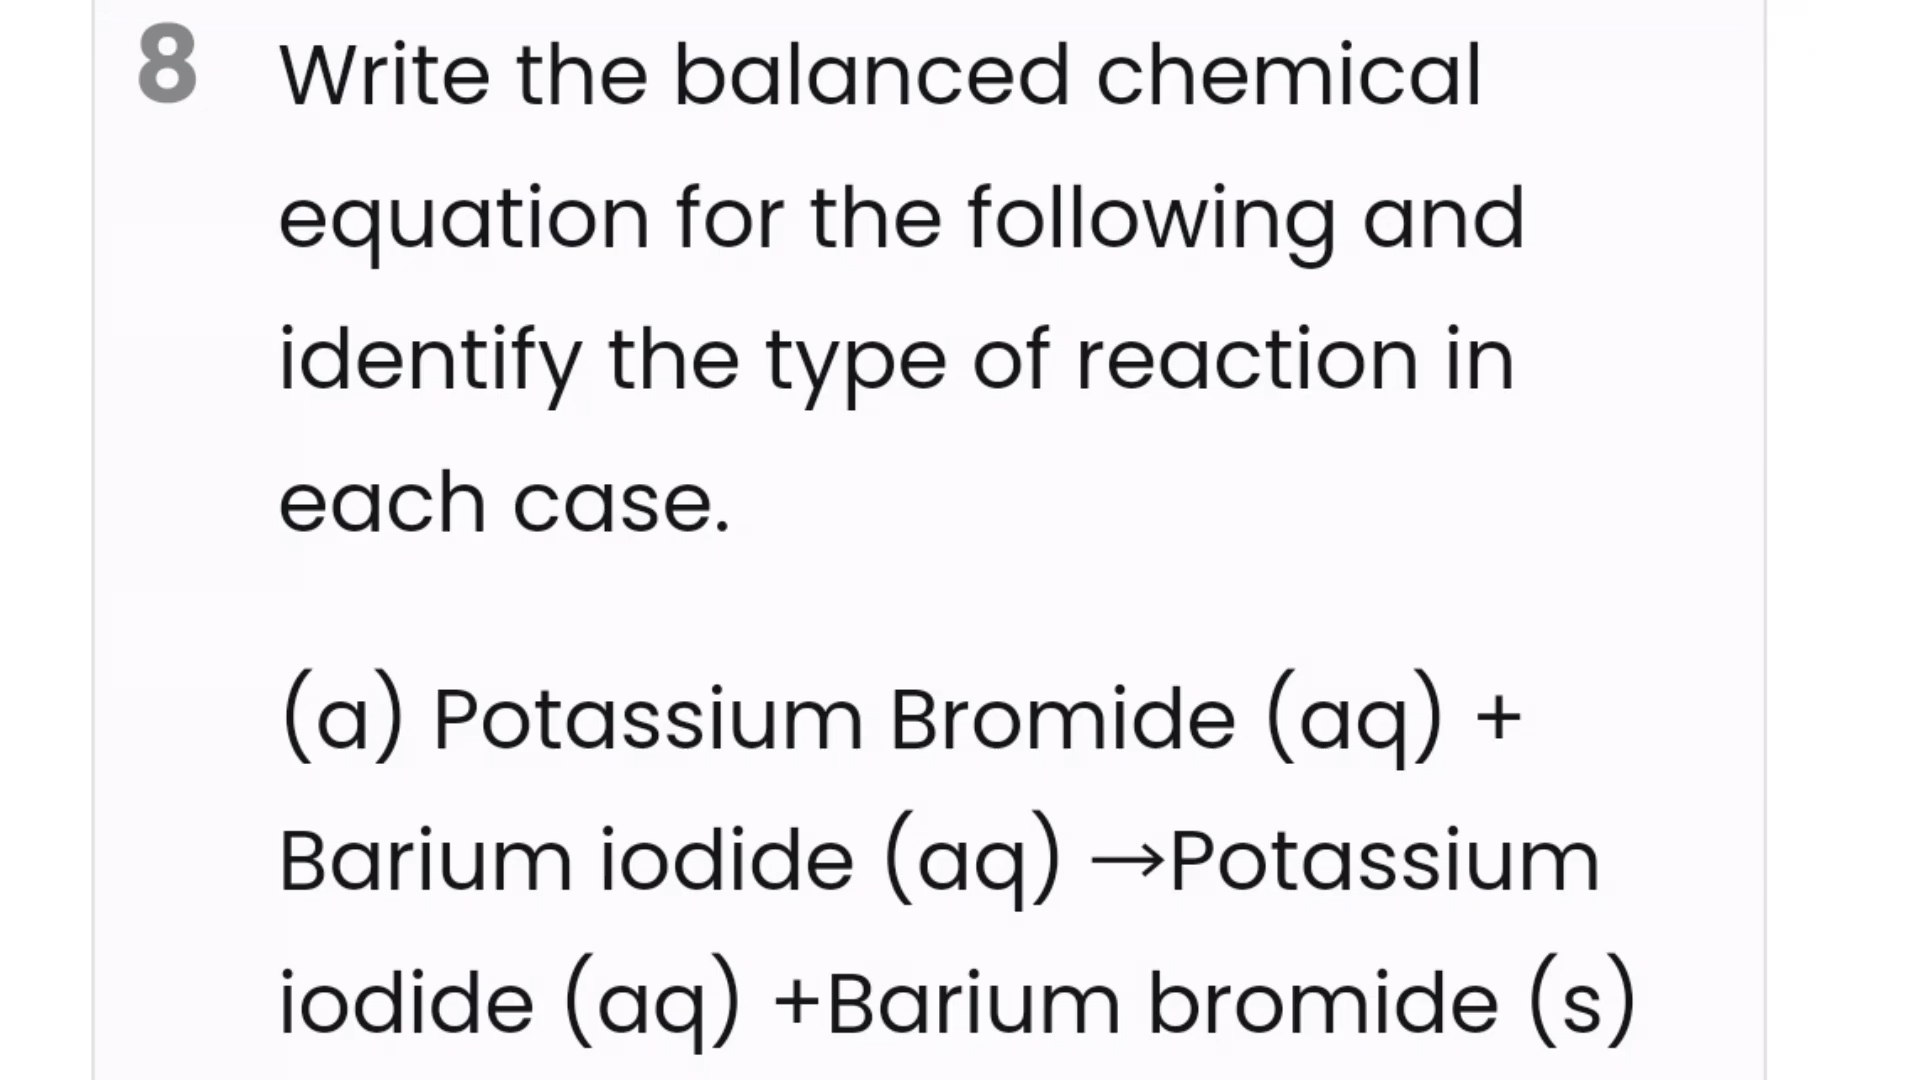 8 Write the balanced chemical
equation for the following and
identify the type of reaction in
each case.
(a) Potassium Bromide (aq) +
Barium iodide (aq) →Potassium
iodide (aq) +Barium bromide (s)